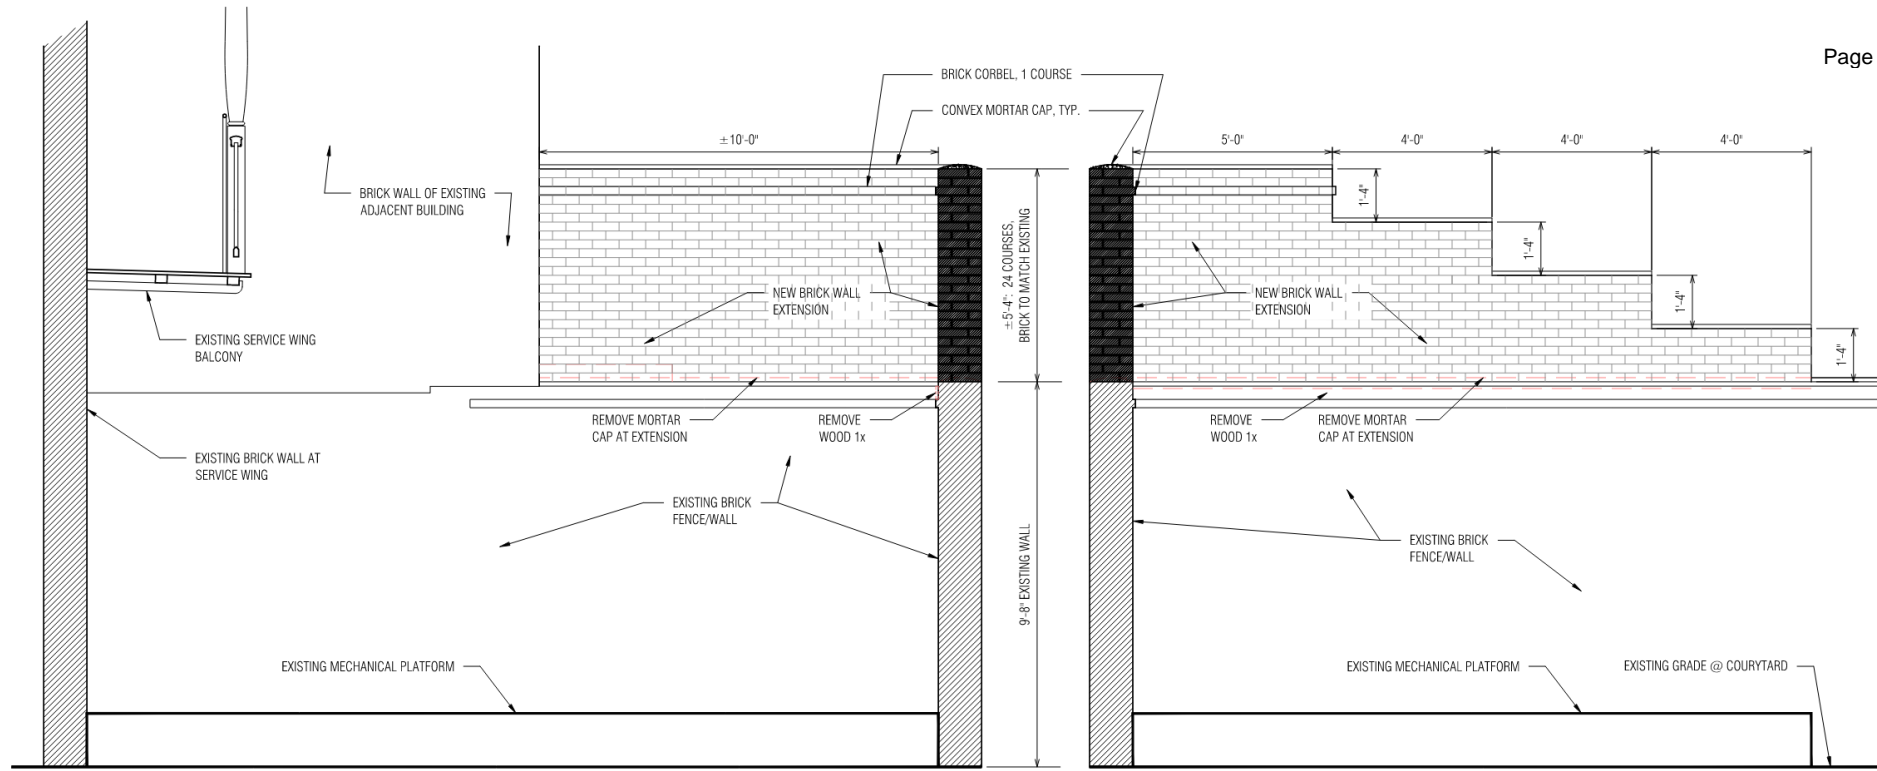 Page
BRICK CORBEL, 1 COURSE
CONVEX MORTAR CAP, TYP.
±10'-0"
5'-0"
4'-0"
4'-0"
4'-0"
BRICK WALL OF EXISTING
ADJACENT BUILDING
1'-4"
1'-4"
1'-4"
1'-4"
±5'-4": 24 COURSES,
BRICK TO MATCH EXISTING
NEW BRICK WALL
EXTENSION
NEW BRICK WALL
EXTENSION
EXISTING SERVICE WING
BALCONY
REMOVE MORTAR
CAP AT EXTENSION
REMOVE
WOOD 1x
REMOVE
WOOD 1x
REMOVE MORTAR
CAP AT EXTENSION
EXISTING BRICK WALL AT
SERVICE WING
EXISTING BRICK
FENCE/WALL
9'-8" EXISTING WALL
EXISTING BRICK
FENCE/WALL
EXISTING MECHANICAL PLATFORM
EXISTING MECHANICAL PLATFORM
EXISTING GRADE @ COURYTARD